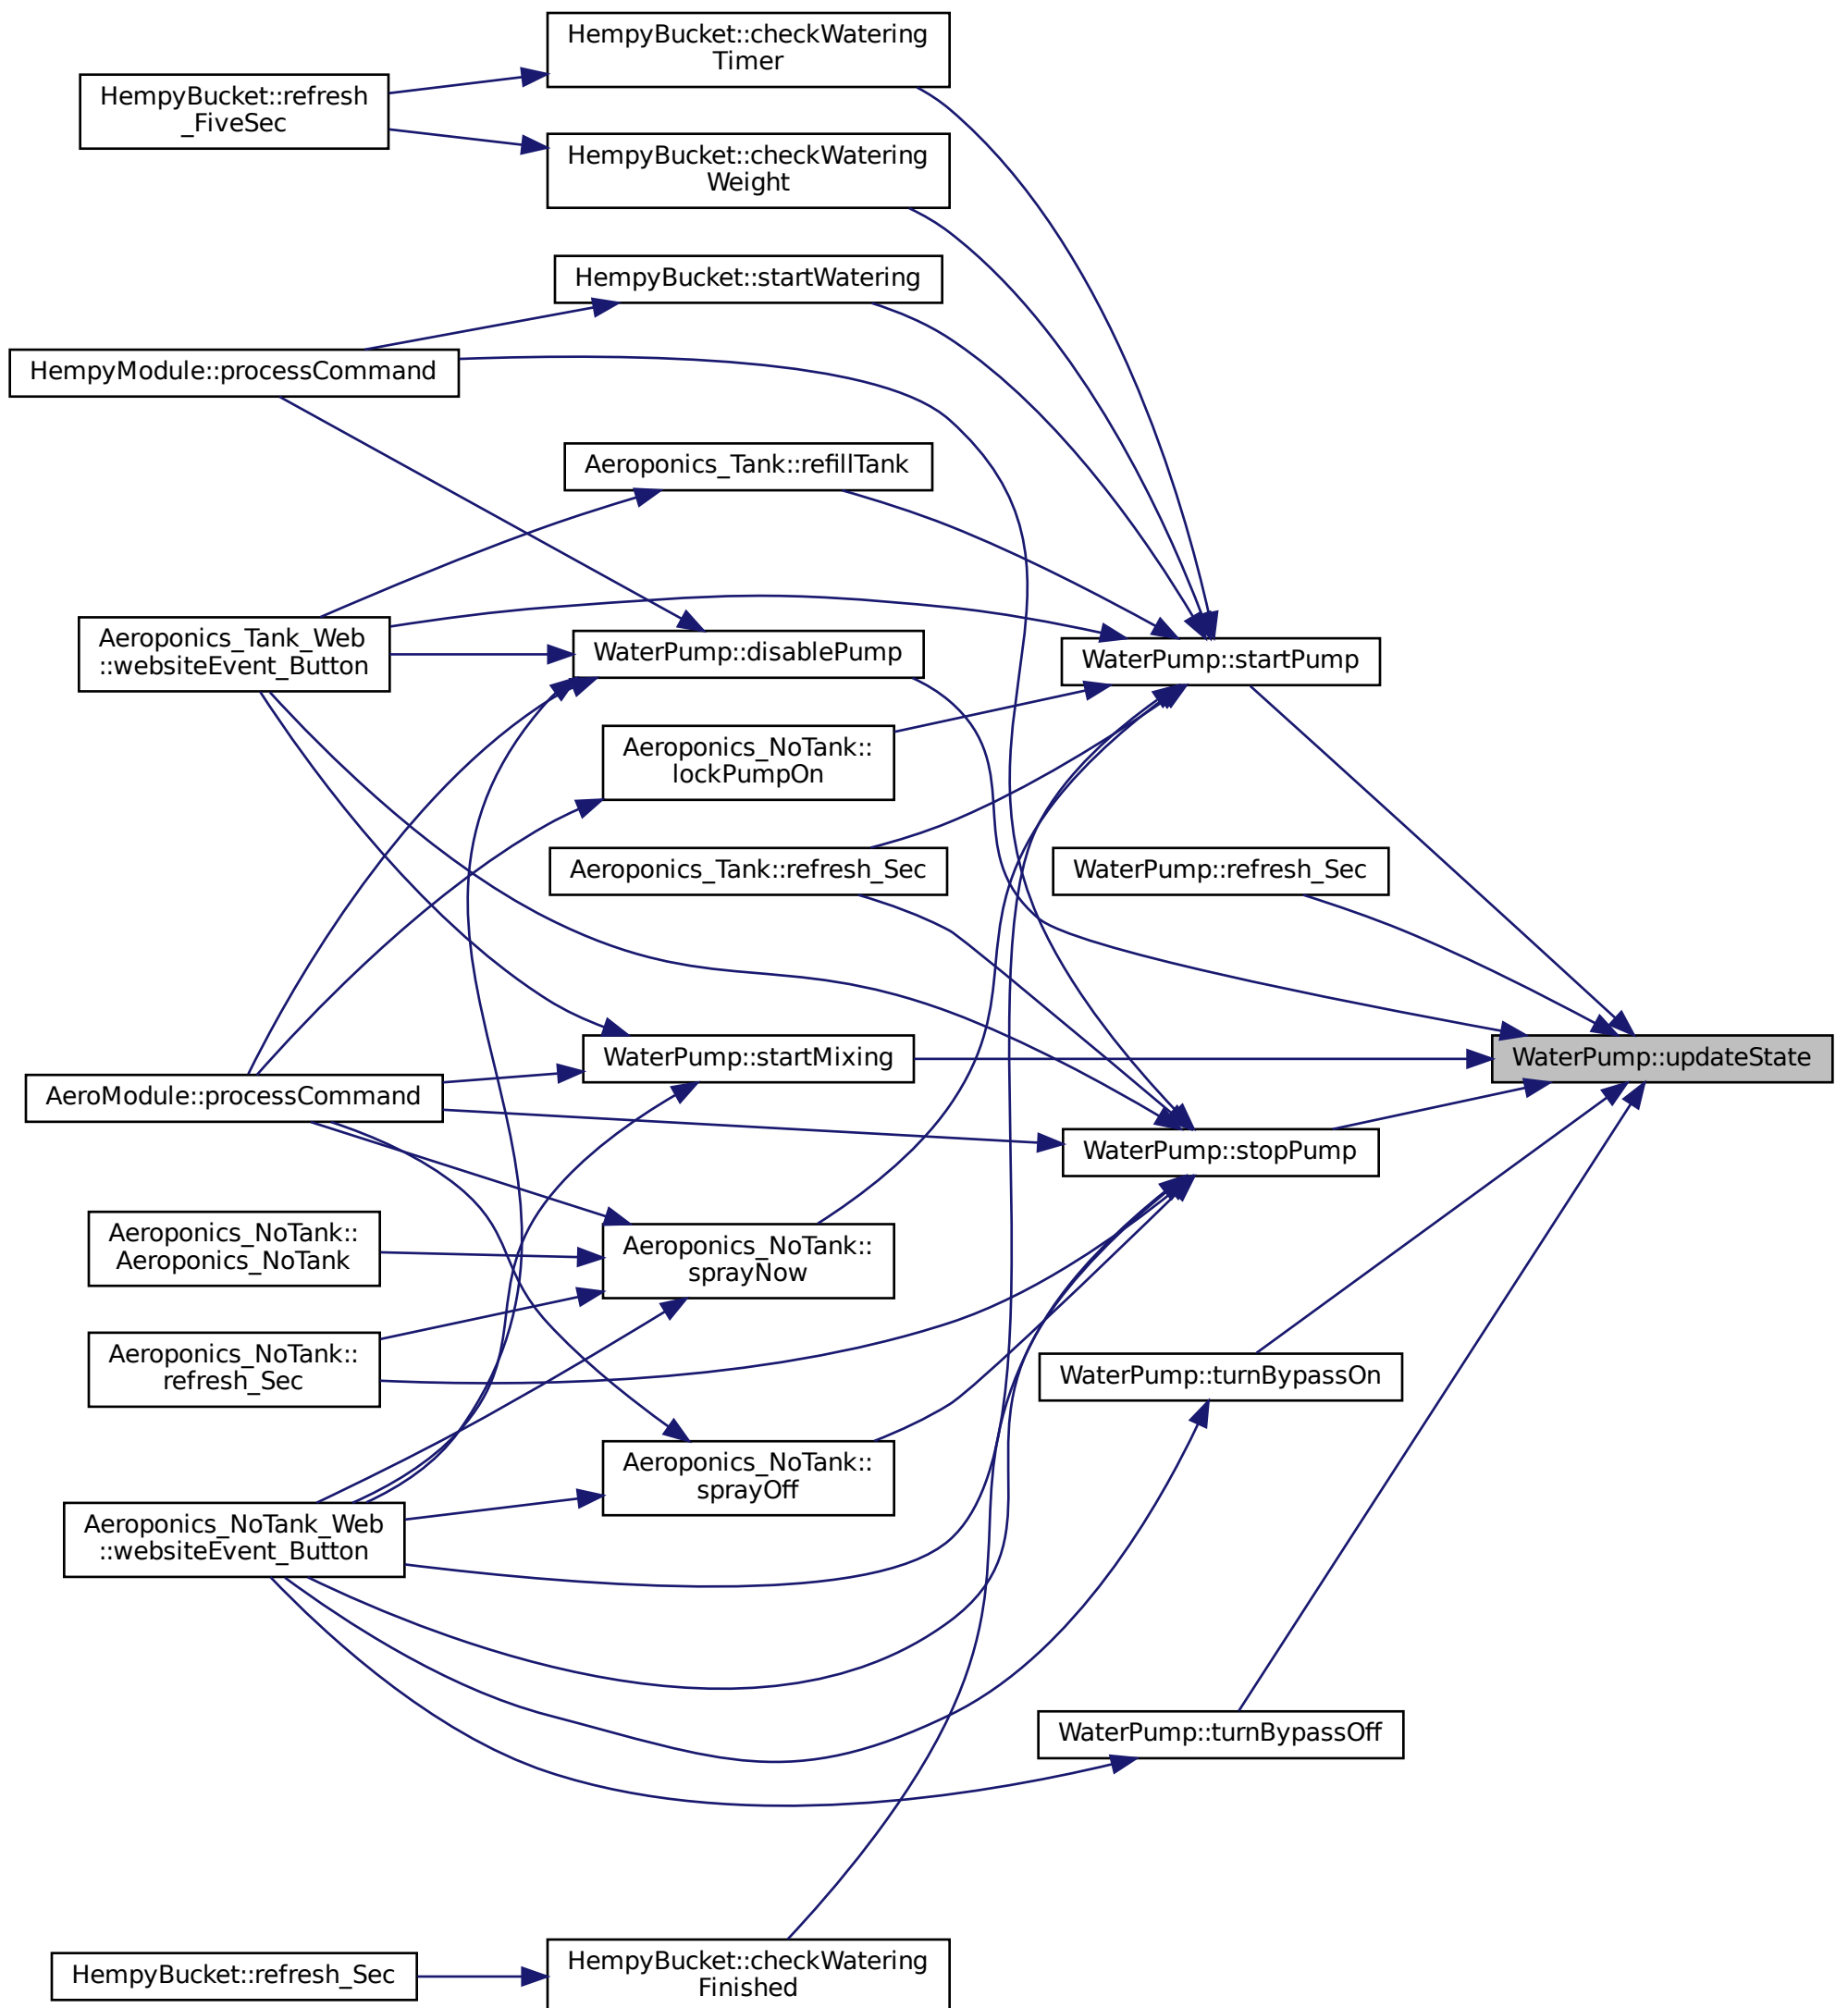 HempyBucket::checkWatering
Timer
HempyBucket::refresh
_FiveSec
HempyBucket::checkWatering
Weight
HempyBucket::startWatering
HempyModule::processCommand
Aeroponics_Tank::refillTank
Aeroponics_Tank_Web
::websiteEvent_Button
WaterPump::disablePump
WaterPump::startPump
Aeroponics_NoTank::
lockPumpOn
Aeroponics_Tank::refresh_Sec
WaterPump::refresh_Sec
WaterPump::startMixing
WaterPump::updateState
AeroModule::processCommand
WaterPump::stopPump
Aeroponics_NoTank::
Aeroponics_NoTank
Aeroponics_NoTank::
sprayNow
Aeroponics_NoTank::
refresh_Sec
WaterPump::turnBypassOn
Aeroponics_NoTank::
sprayOff
Aeroponics_NoTank_Web
::websiteEvent_Button
WaterPump::turnBypassOff
HempyBucket::refresh_Sec
HempyBucket::checkWatering
Finished